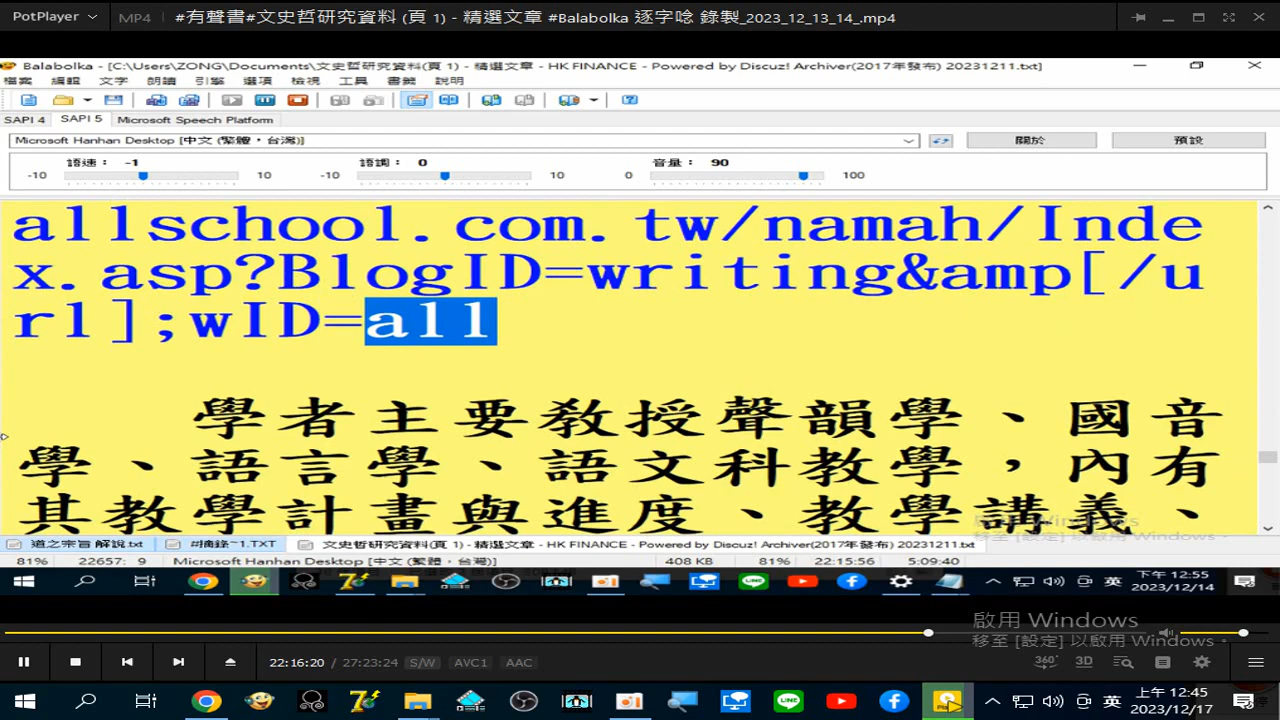 PotPlayer MP4 #有聲書#文史哲研究資料 (頁 1) - 精選文章 #Balabolka 逐字唸 錄製_2023_12_13_14_.mp4
Balabolka - [C:\Users\ZONG\Documents\文史哲研究資料(頁 1) - 精選文章 - HK FINANCE - Powered by Discuz! Archiver(2017年發布) 20231211.txt]
檔案 編輯 文字 朗讀 引擎 選項 檢視 工具 書籤 說明
SAPI 4 SAPI 5 Microsoft Speech Platform
Microsoft Hanhan Desktop [中文 (繁體，台灣)] 關於 預設
語速： -1 語調： 0 音量： 90
-10 10 -10 10 0 100
allschool.com.tw/namah/Inde
x.asp?BlogID=writing&amp[/u
rl];wID=all
學者主要教授聲韻學、國音
學、語言學、語文科教學，內有
其教學計畫與進度、教學講義、
啟用 Windows
移至 [設定] 以啟用 Windows。
道之宗旨 解說.txt #摘錄~1.TXT 文史哲研究資料(頁 1) - 精選文章 - HK FINANCE - Powered by Discuz! Archiver(2017年發布) 20231211.txt
81% 22657: 9 Microsoft Hanhan Desktop [中文 (繁體，台灣)] 408 KB 81% 22:15:56 5:09:40
英 下午 12:55
2023/12/14
啟用 Windows
移至 [設定] 以啟用 Windows。
22:16:20 / 27:23:24 S/W AVC1 AAC 360° 3D
英 上午 12:45
2023/12/17